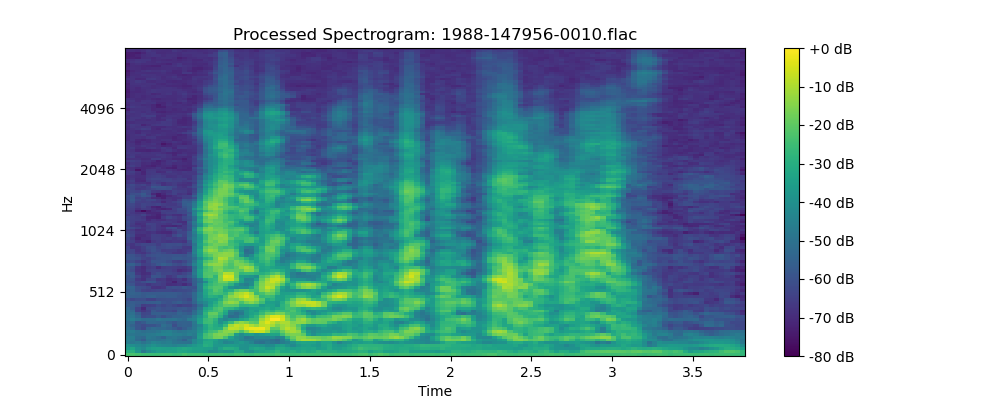 Processed Spectrogram: 1988-147956-0010.flac
Hz
4096
2048
1024
512
0
0
0.5
1
1.5
2
2.5
3
3.5
Time
+0 dB
-10 dB
-20 dB
-30 dB
-40 dB
-50 dB
-60 dB
-70 dB
-80 dB